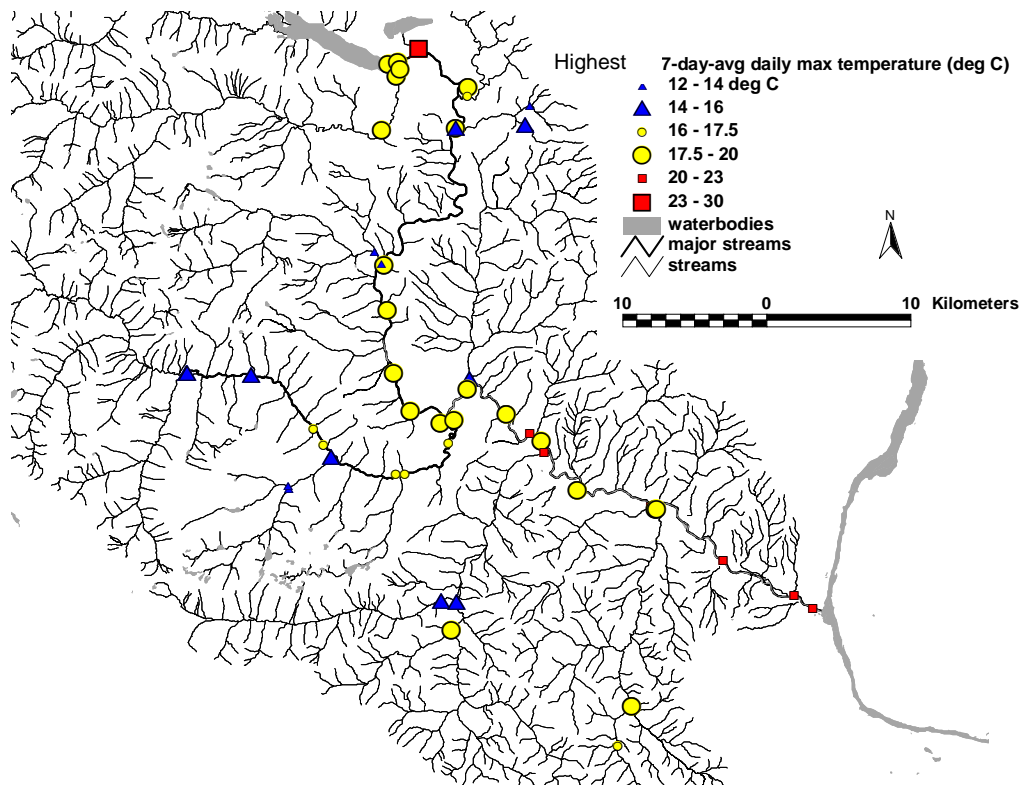 Highest 7-day-avg daily max temperature (deg C)
12 - 14 deg C
14 - 16
16 - 17.5
17.5 - 20
20 - 23
23 - 30
waterbodies
major streams
streams
N
10 0 10 Kilometers